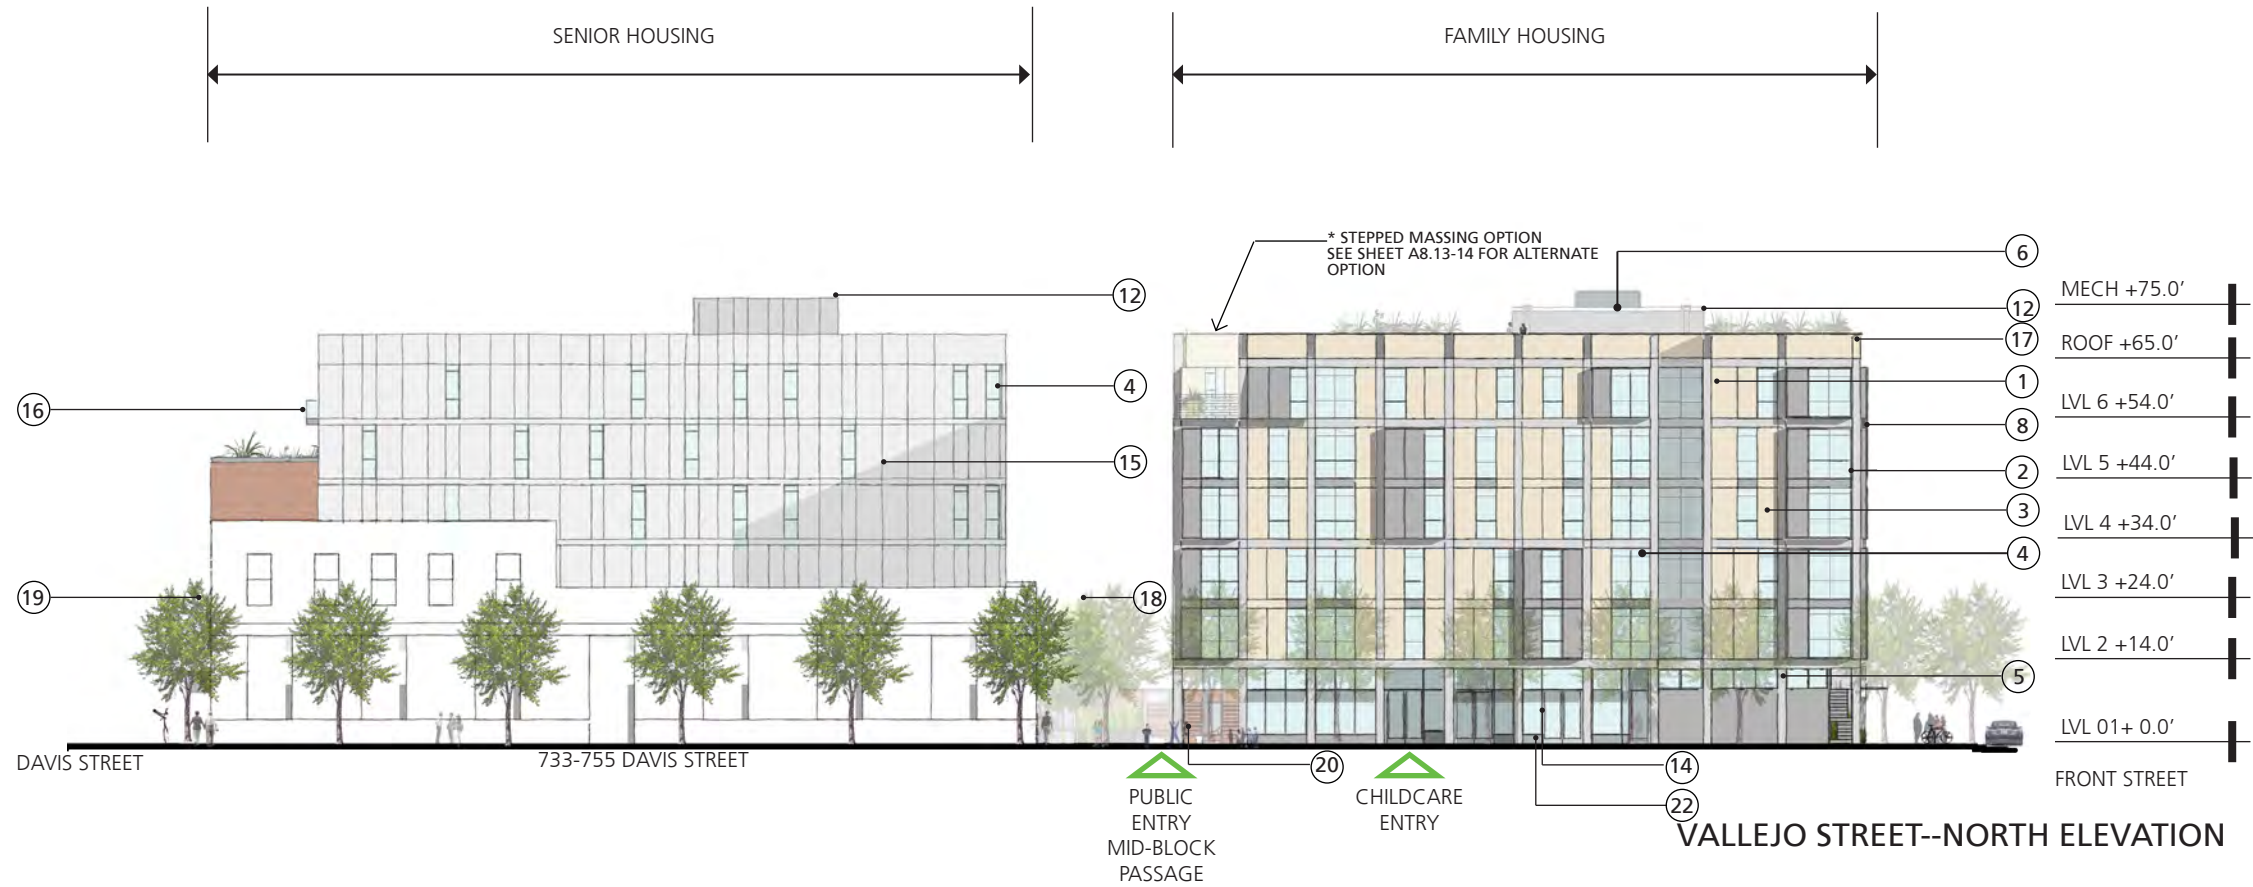 SENIOR HOUSING
FAMILY HOUSING
* STEPPED MASSING OPTION
SEE SHEET A8.13-14 FOR ALTERNATE
OPTION
6
12
12
17
4
1
16
8
15
2
3
4
19
18
5
20
14
22
MECH +75.0’
ROOF +65.0’
LVL 6 +54.0’
LVL 5 +44.0’
LVL 4 +34.0’
LVL 3 +24.0’
LVL 2 +14.0’
LVL 01+ 0.0’
FRONT STREET
DAVIS STREET
733-755 DAVIS STREET
PUBLIC
ENTRY
MID-BLOCK
PASSAGE
CHILDCARE
ENTRY
VALLEJO STREET--NORTH ELEVATION